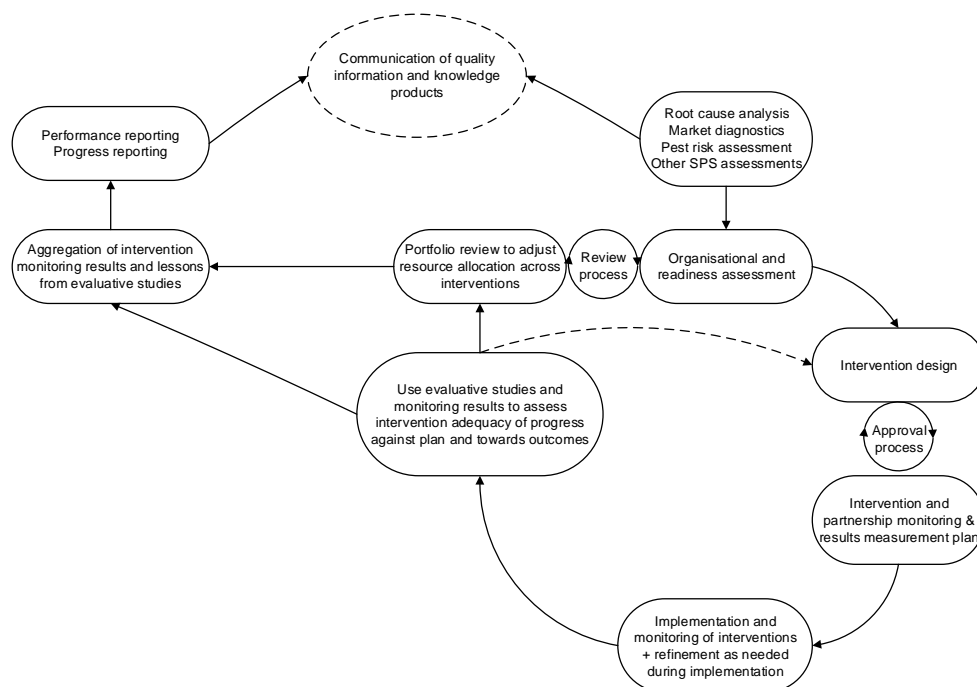 Communication of quality
information and knowledge
products
Performance reporting
Progress reporting
Root cause analysis
Market diagnostics
Pest risk assessment
Other SPS assessments
Aggregation of intervention
monitoring results and lessons
from evaluative studies
Portfolio review to adjust
resource allocation across
interventions
Review
process
Organisational and
readiness assessment
Intervention design
Use evaluative studies and
monitoring results to assess
intervention adequacy of progress
against plan and towards outcomes
Approval
process
Intervention and
partnership monitoring &
results measurement plan
Implementation and
monitoring of interventions
+ refinement as needed
during implementation